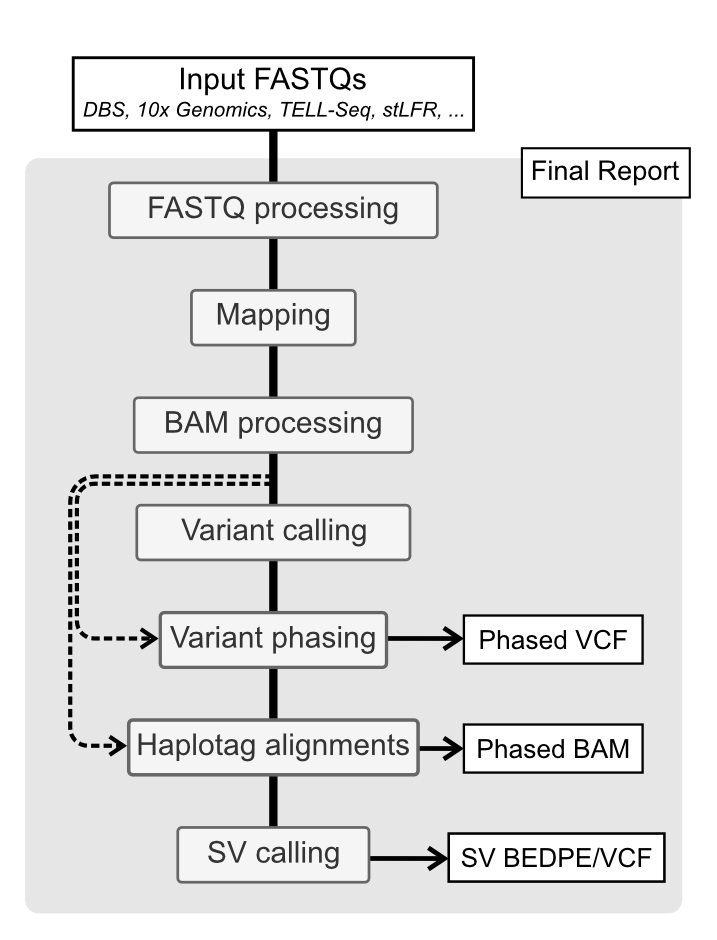 Input FASTQs
DBS, 10x Genomics, TELL-Seq, stLFR, ...
Final Report
FASTQ processing
Mapping
BAM processing
Variant calling
Variant phasing
Phased VCF
Haplotag alignments
Phased BAM
SV calling
SV BEDPE/VCF